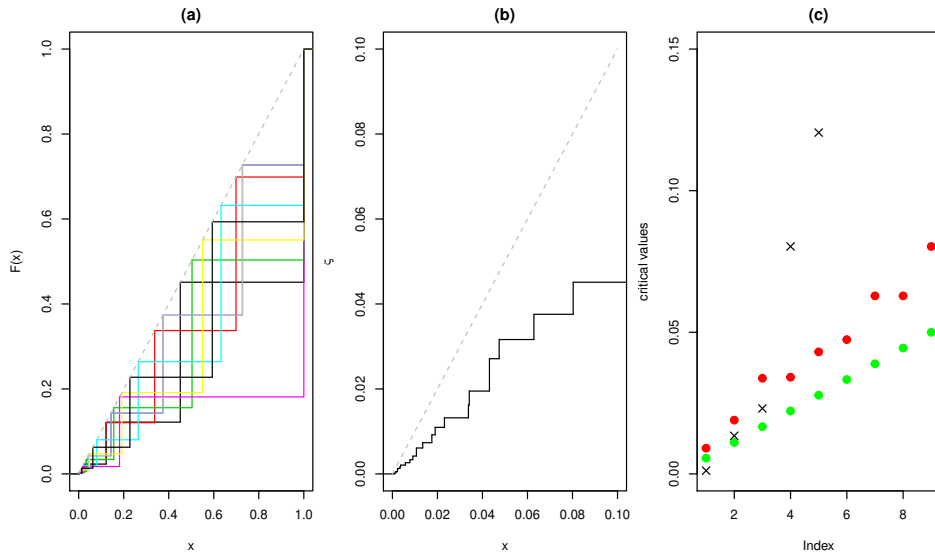 (a)
F(x)
1.0
0.8
0.6
0.4
0.2
0.0
0.0 0.2 0.4 0.6 0.8 1.0
x
(b)
ξ
0.10
0.08
0.06
0.04
0.02
0.00
0.00 0.02 0.04 0.06 0.08 0.10
x
(c)
critical values
0.15
0.10
0.05
0.00
2 4 6 8
Index